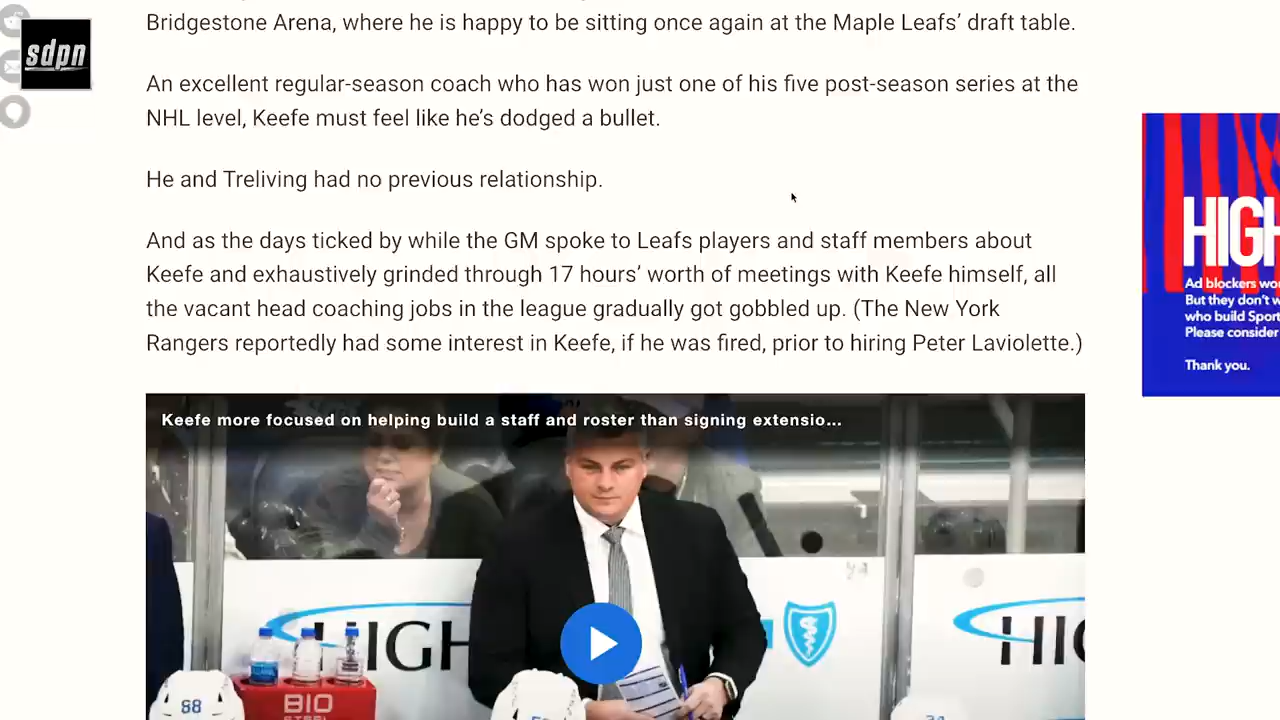 sdpn
Bridgestone Arena, where he is happy to be sitting once again at the Maple Leafs’ draft table.
An excellent regular-season coach who has won just one of his five post-season series at the
NHL level, Keefe must feel like he’s dodged a bullet.
He and Treliving had no previous relationship.
And as the days ticked by while the GM spoke to Leafs players and staff members about
Keefe and exhaustively grinded through 17 hours’ worth of meetings with Keefe himself, all
the vacant head coaching jobs in the league gradually got gobbled up. (The New York
Rangers reportedly had some interest in Keefe, if he was fired, prior to hiring Peter Laviolette.)
HIGH
Ad blockers wo
But they don’t w
who build Sport
Please consider
Thank you.
Keefe more focused on helping build a staff and roster than signing extensio...
HIGH
HIG
88
BIO
STEEL